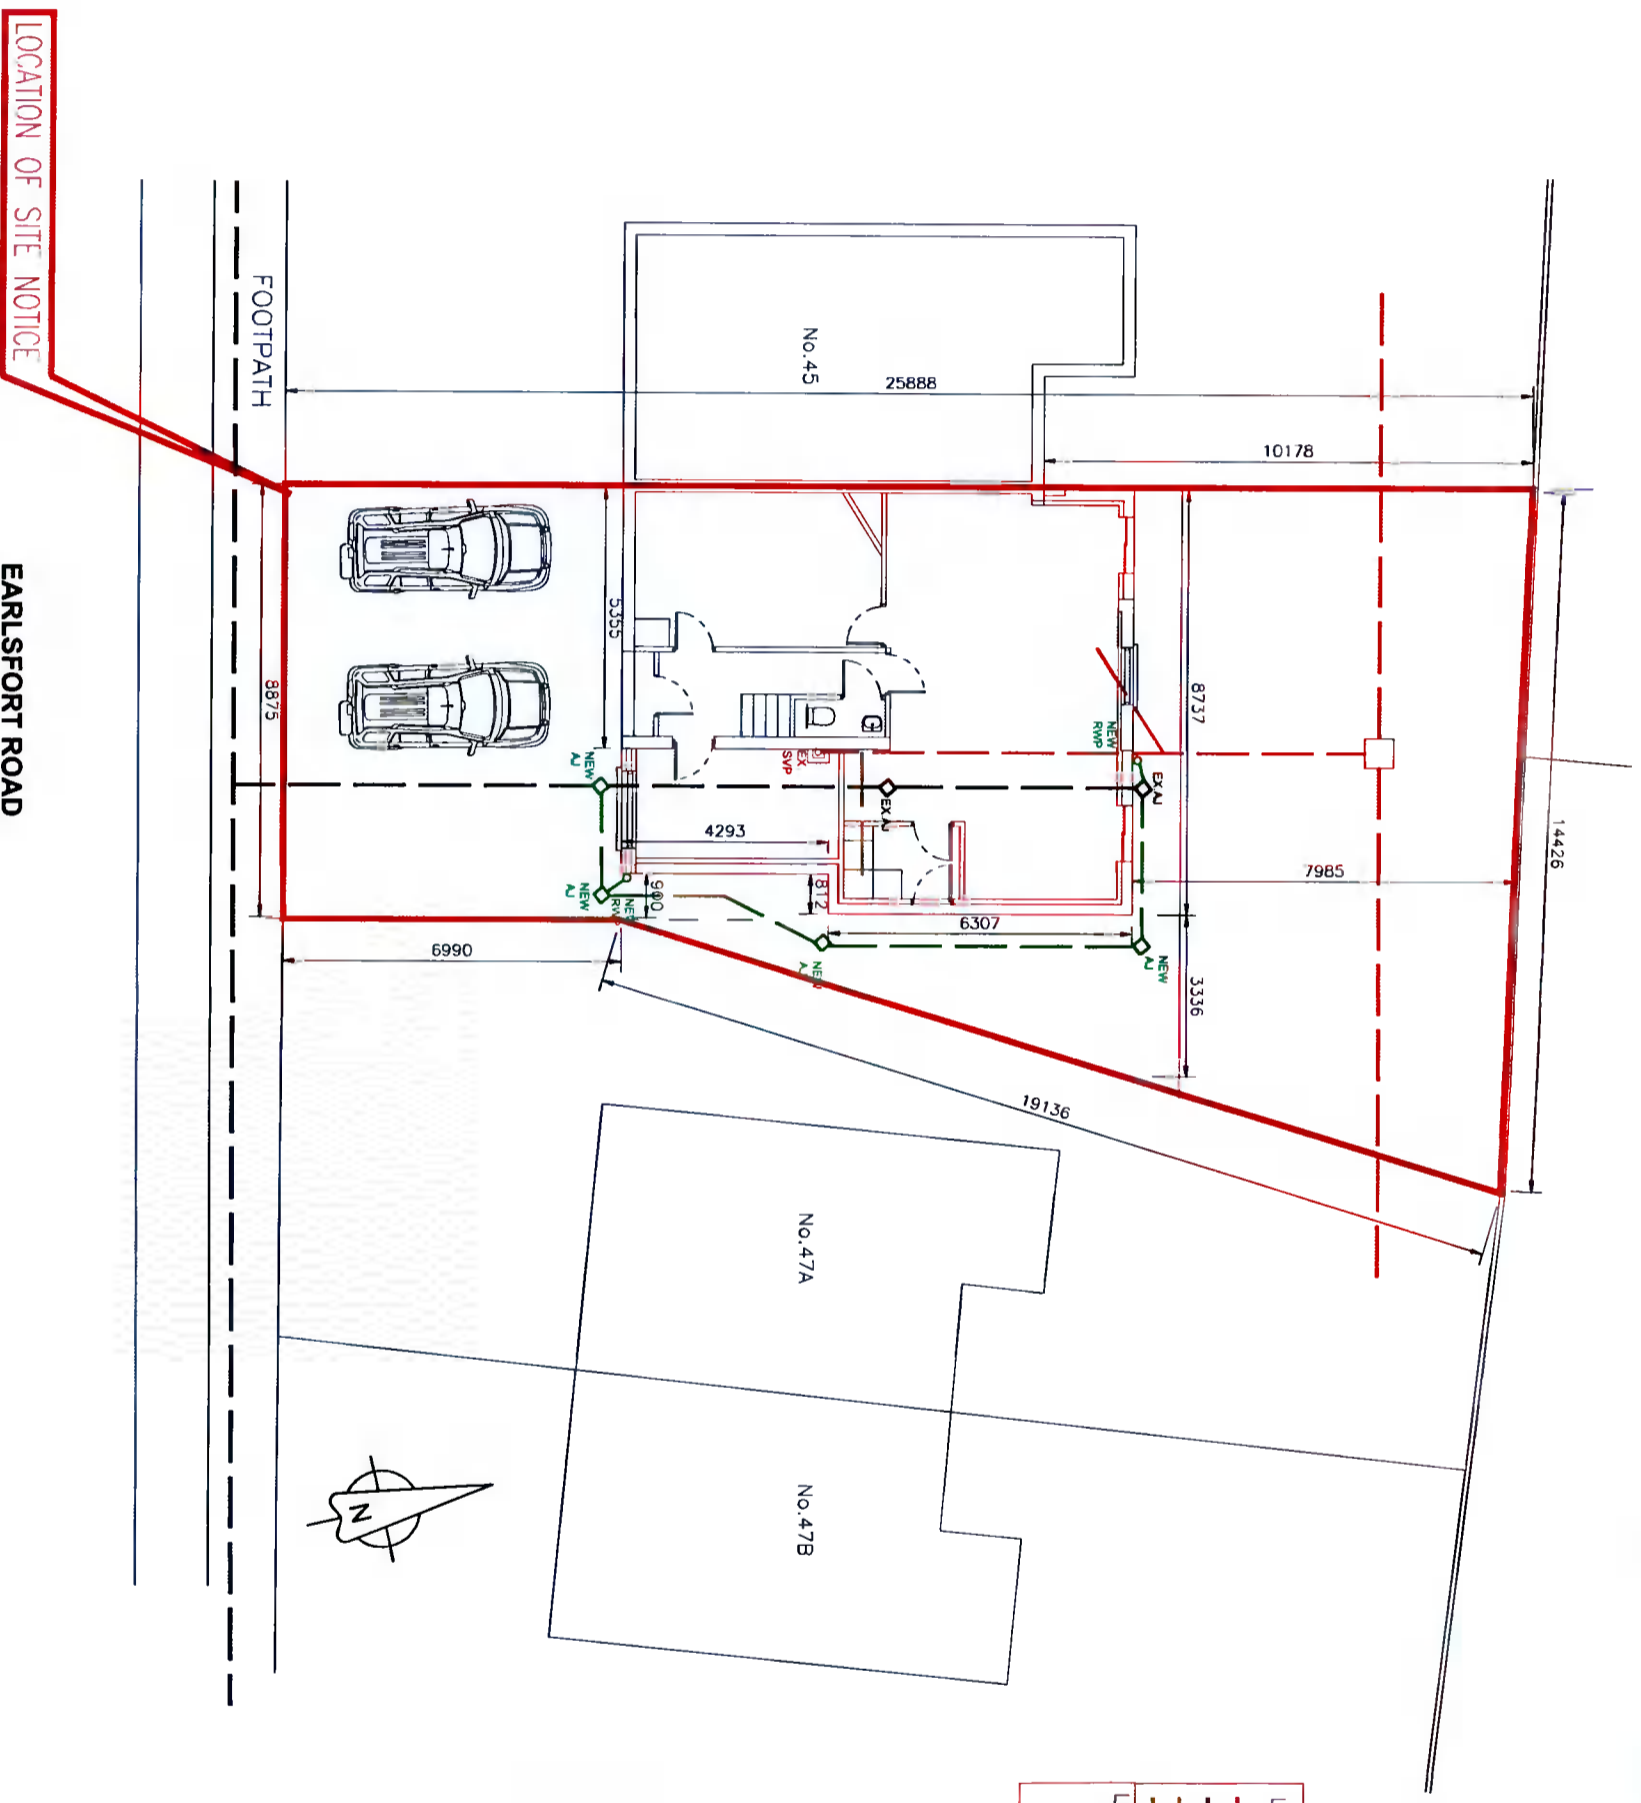 LOCATION OF SITE NOTICE
FOOTPATH
EARLSFORT ROAD
No.45
25888
10178
14426
8737
5355
8875
NEW
RWP
EX
SVP
EX.AJ
EX.AJ
NEW
AJ
4293
7985
NEW
AJ
900
812
6307
6990
NEW
AJ
NEW
AJ
3336
19136
No.47A
No.47B
N